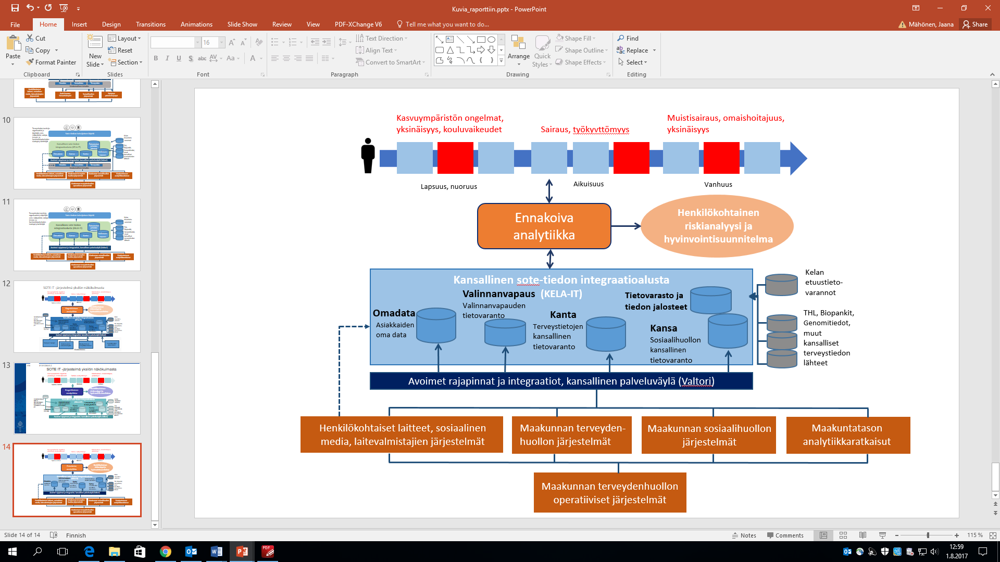 Kuvia_raporttiin.pptx - PowerPoint
File
Home
Insert
Design
Transitions
Animations
Slide Show
Review
View
PDF-XChange V6
Tell me what you want to do...
Mähönen, Jaana
Share
Paste
Cut
Copy
Format Painter
Clipboard
New
Slide
Layout
Reset
Section
Slides
16
Font
Text Direction
Align Text
Convert to SmartArt
Paragraph
Arrange
Quick
Styles
Shape Fill
Shape Outline
Shape Effects
Drawing
Find
Replace
Select
Editing
10
11
12
SOTE IT -järjestelmä yksilön näkökulmasta
13
SOTE IT -järjestelmä yksilön näkökulmasta
14
Kasvuympäristön ongelmat,
yksinäisyys, kouluvaikeudet
Sairaus, työkyvttömyys
Muistisairaus, omaishoitajuus,
yksinäisyys
Lapsuus, nuoruus
Aikuisuus
Vanhuus
Ennakoiva
analytiikka
Henkilökohtainen
riskianalyysi ja
hyvinvointisuunnitelma
Kansallinen sote-tiedon integraatioalusta
(KELA-IT)
Omadata
Asiakkaiden
oma data
Valinnanvapaus
Valinnanvapauden
tietovaranto
Kanta
Terveystietojen
kansallinen
tietovaranto
Tietovarasto ja
tiedon jalosteet
Kansa
Sosiaalihuollon
kansallinen
tietovaranto
Kelan
etuustieto-
varannot
THL, Biopankit,
Genomitiedot,
muut
kansalliset
terveystiedon
lähteet
Avoimet rajapinnat ja integraatiot, kansallinen palveluväylä (Valtori)
Henkilökohtaiset laitteet, sosiaalinen
media, laitevalmistajien järjestelmät
Maakunnan terveyden-
huollon järjestelmät
Maakunnan sosiaalihuollon
järjestelmät
Maakuntatason
analytiikkaratkaisut
Maakunnan terveydenhuollon
operatiiviset järjestelmät
Slide 14 of 14
Finnish
Notes
Comments
115 %
12:59
1.8.2017